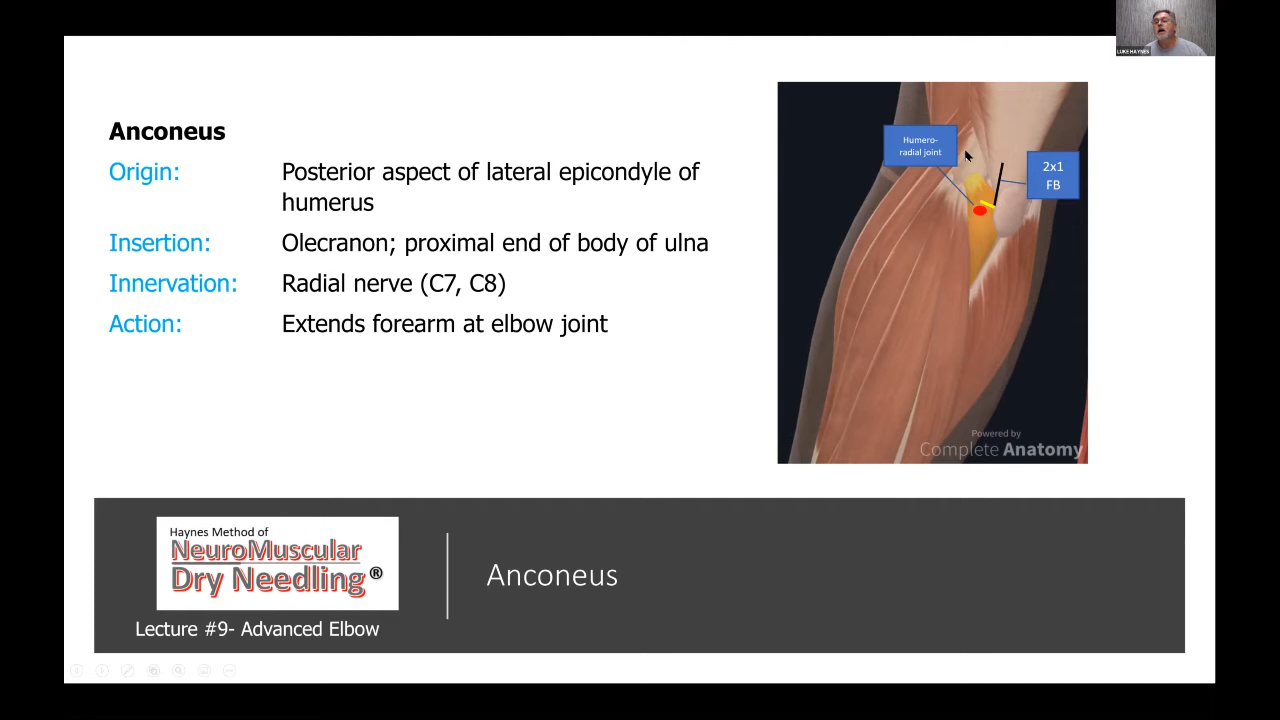 LUKE HAYNES
Anconeus
Origin: Posterior aspect of lateral epicondyle of
humerus
Insertion: Olecranon; proximal end of body of ulna
Innervation: Radial nerve (C7, C8)
Action: Extends forearm at elbow joint
Humero-
radial joint
2x1
FB
Powered by
Complete Anatomy
Haynes Method of
NeuroMuscular
Dry Needling®
Lecture #9- Advanced Elbow
Anconeus